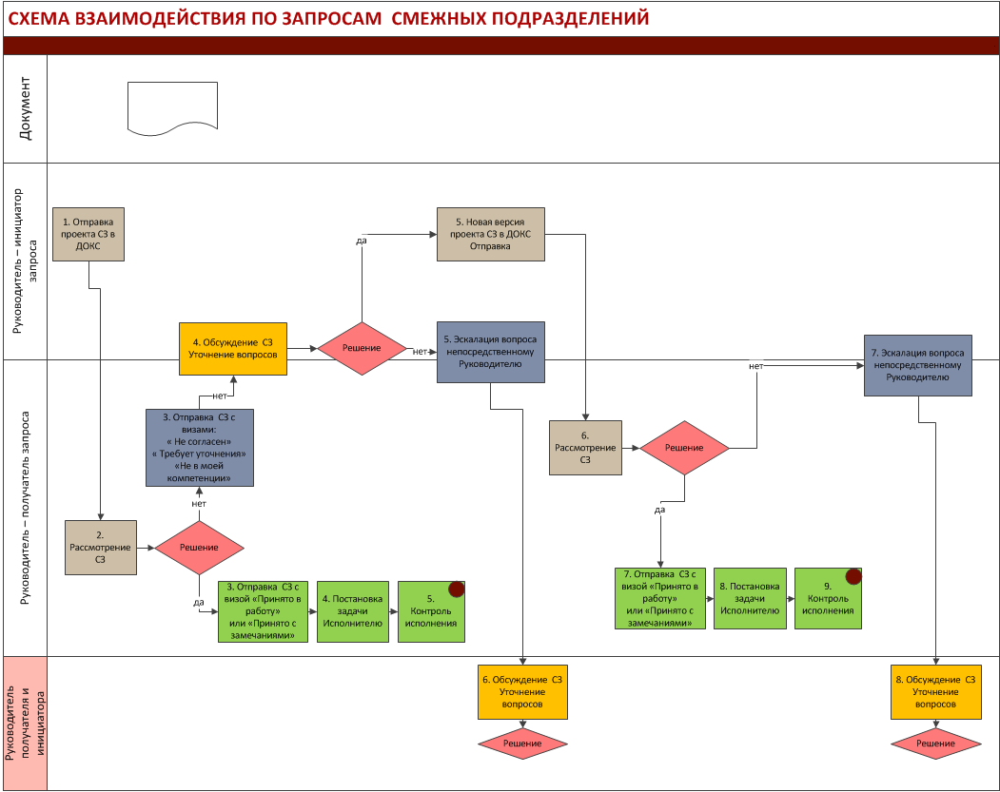 СХЕМА ВЗАИМОДЕЙСТВИЯ ПО ЗАПРОСАМ СМЕЖНЫХ ПОДРАЗДЕЛЕНИЙ
Документ
Руководитель – инициатор
запроса
1. Отправка
проекта СЗ в
ДОКС
да
5. Новая версия
проекта СЗ в ДОКС
Отправка
4. Обсуждение СЗ
Уточнение вопросов
Решение
нет
5. Эскалация вопроса
непосредственному
Руководителю
нет
7. Эскалация вопроса
непосредственному
Руководителю
Руководитель – получатель запроса
нет
3. Отправка СЗ с
визами:
« Не согласен»
« Требует уточнения»
«Не в моей
компетенции»
нет
2.
Рассмотрение
СЗ
Решение
да
3. Отправка СЗ с
визой «Принято в
работу»
или «Принято с
замечаниями»
4. Постановка
задачи
Исполнителю
5.
Контроль
исполнения
6.
Рассмотрение
СЗ
Решение
да
7. Отправка СЗ с
визой «Принято в
работу»
или «Принято с
замечаниями»
8. Постановка
задачи
Исполнителю
9.
Контроль
исполнения
Руководитель
получателя и
инициатора
6. Обсуждение СЗ
Уточнение
вопросов
Решение
8. Обсуждение СЗ
Уточнение
вопросов
Решение